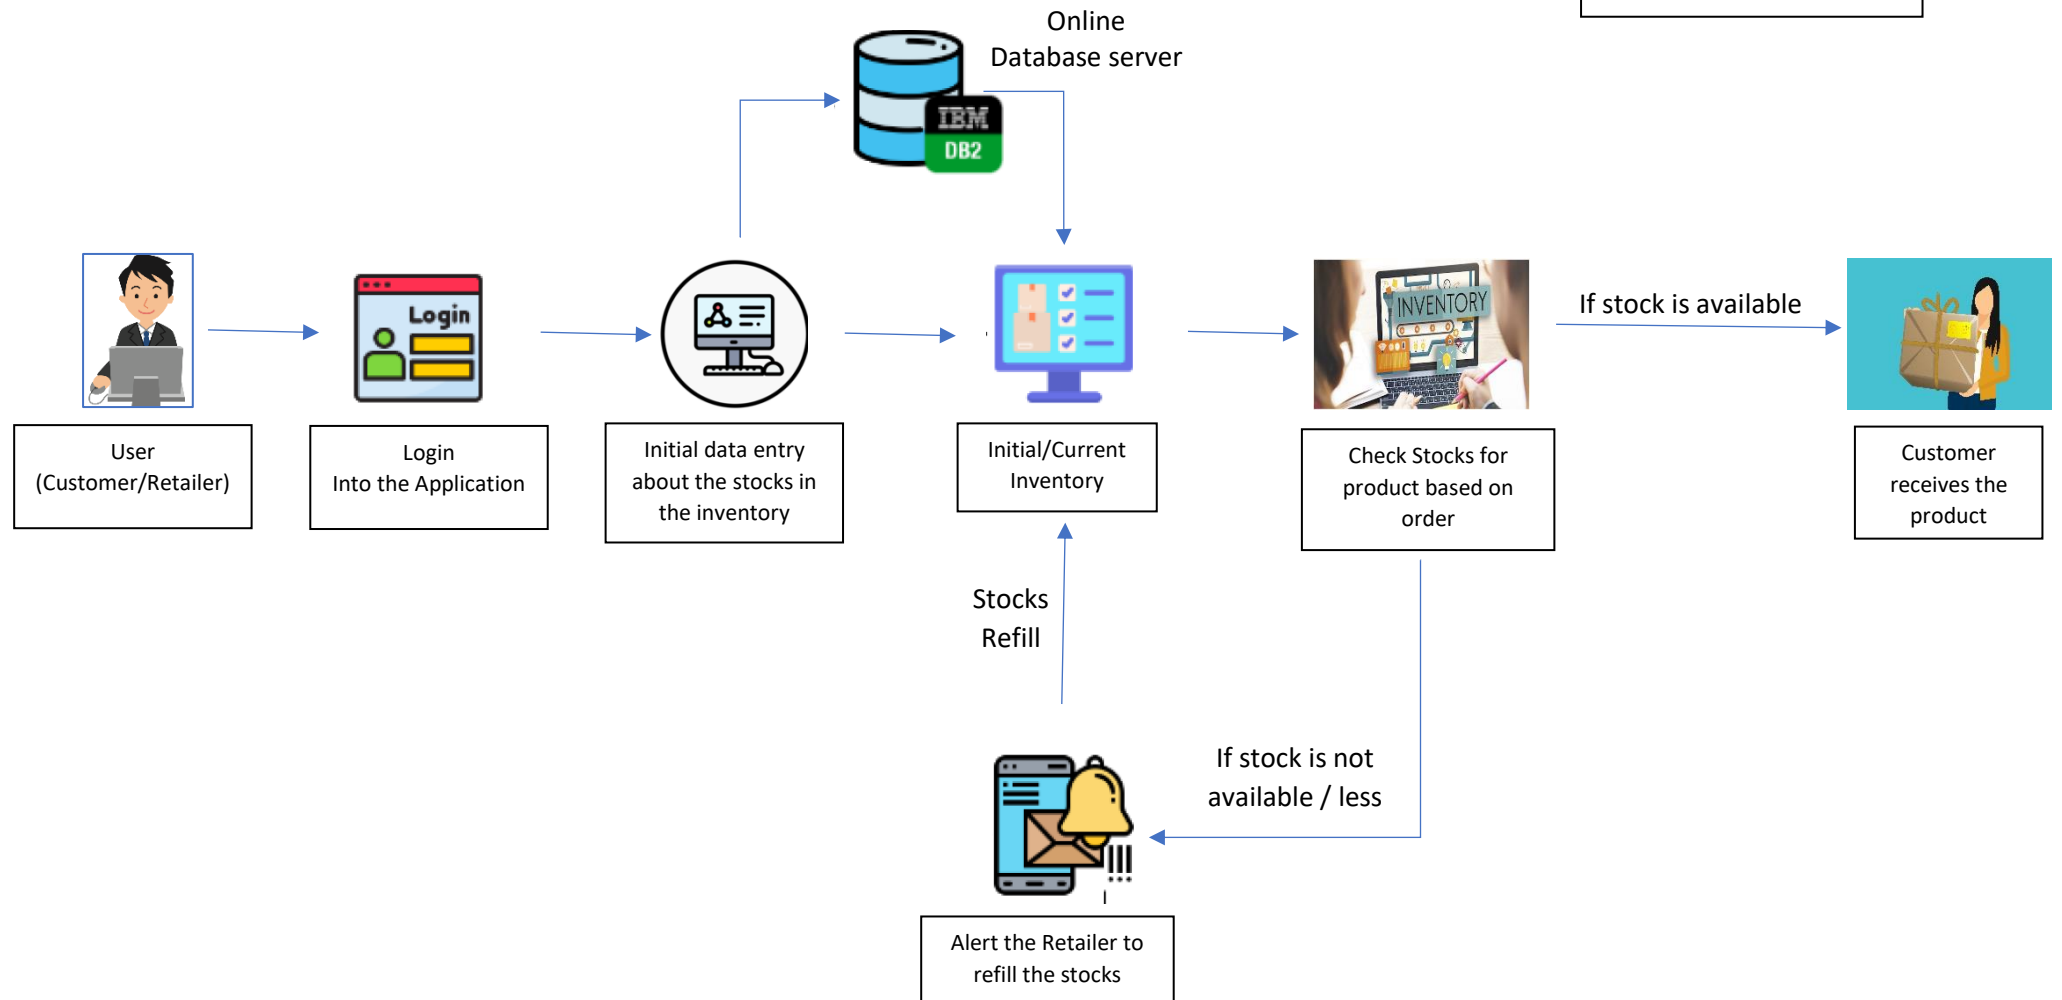 Online
Database server
IBM
DB2
Login
INVENTORY
If stock is available
User
(Customer/Retailer)
Login
Into the Application
Initial data entry
about the stocks in
the inventory
Initial/Current
Inventory
Check Stocks for
product based on
order
Customer
receives the
product
Stocks
Refill
If stock is not
available / less
Alert the Retailer to
refill the stocks